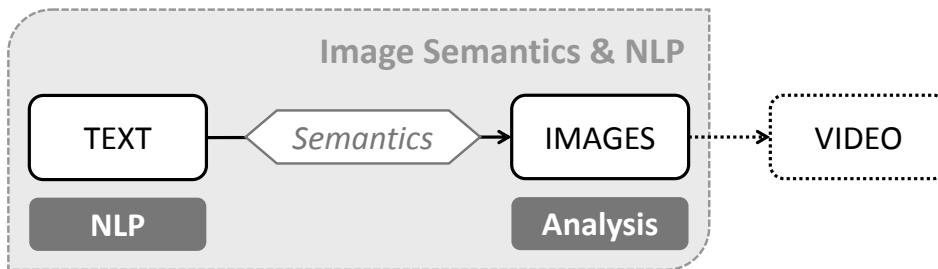 Image Semantics & NLP
TEXT
Semantics
IMAGES
VIDEO
NLP
Analysis